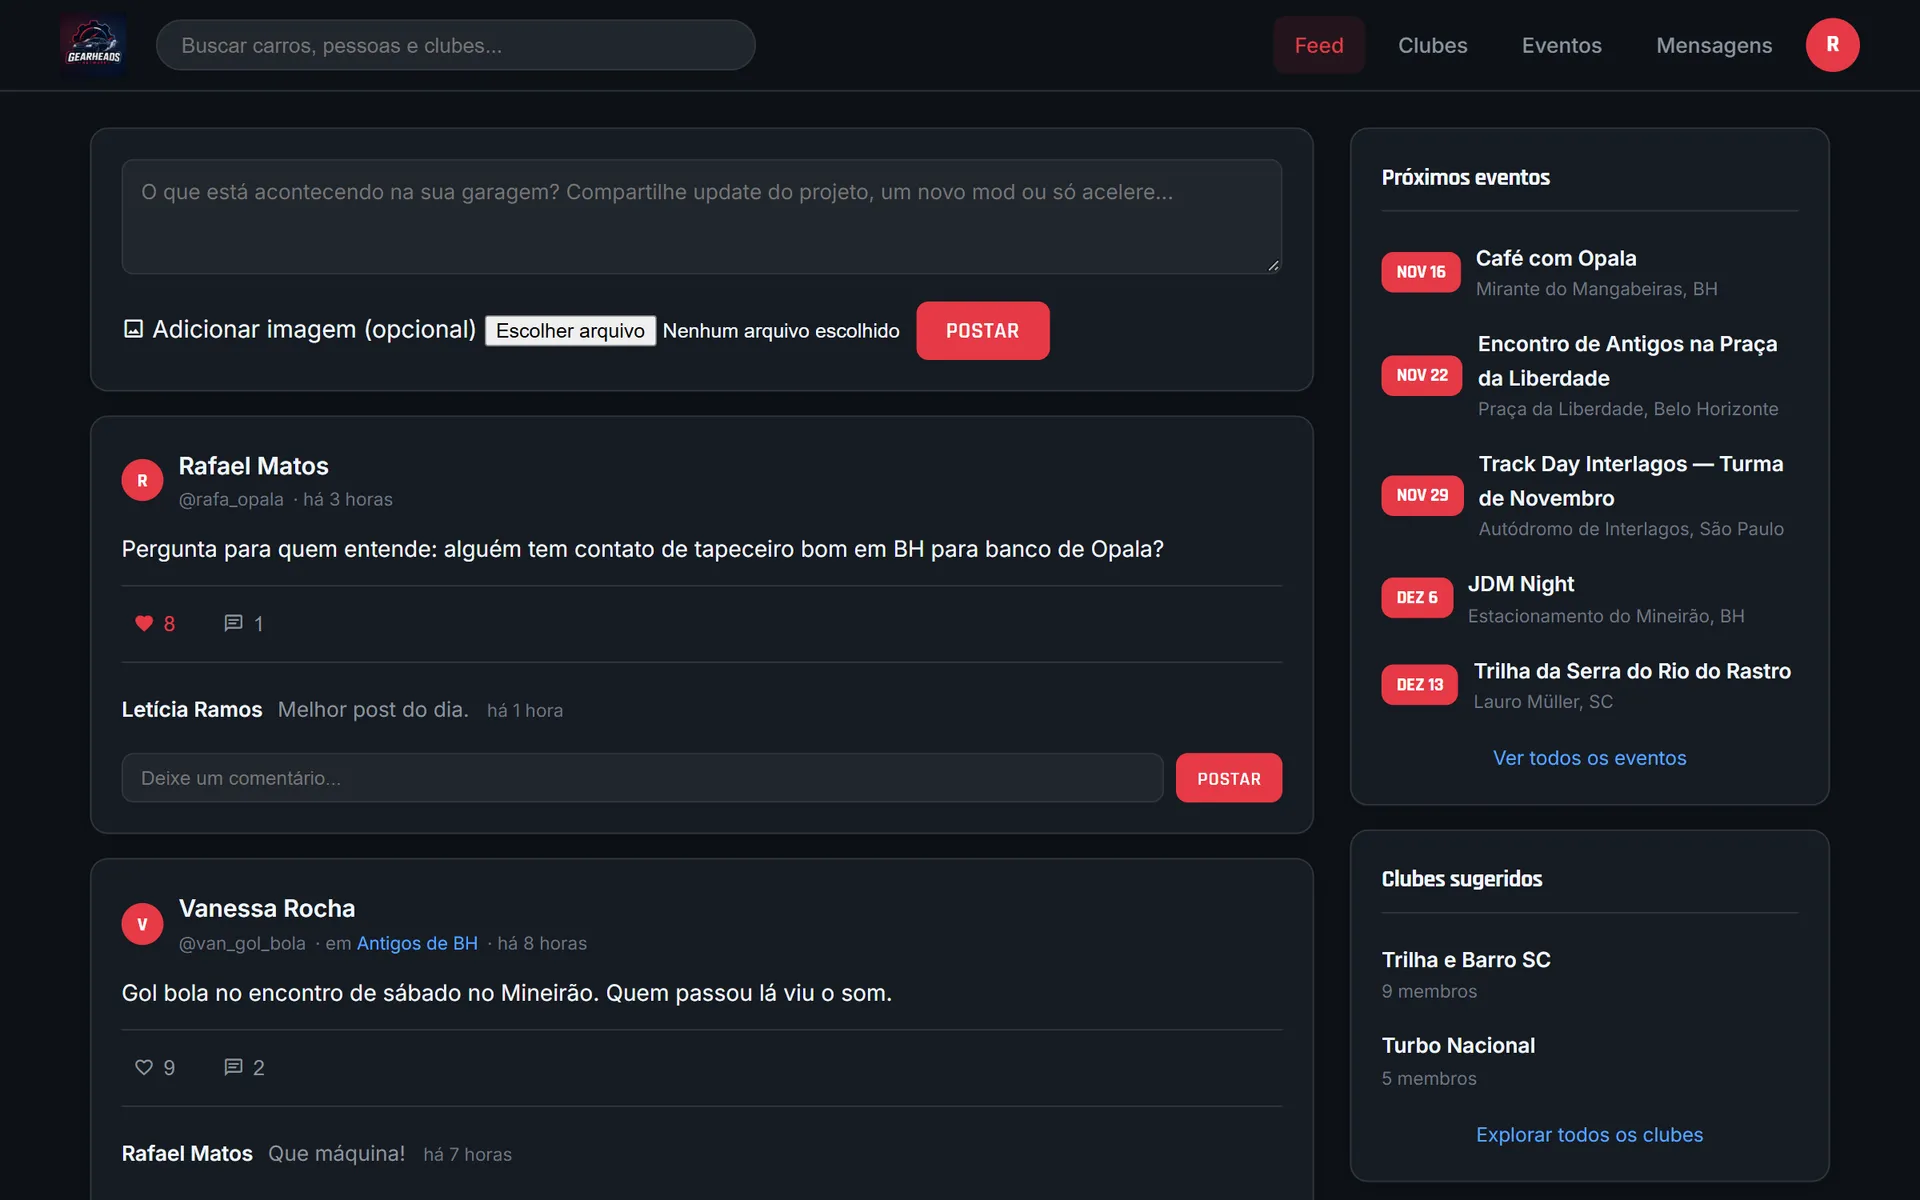 GEARHEADS
Buscar carros, pessoas e clubes...
Feed
Clubes
Eventos
Mensagens
R
O que está acontecendo na sua garagem? Compartilhe update do projeto, um novo mod ou só acelere...
Adicionar imagem (opcional)
Escolher arquivo
Nenhum arquivo escolhido
POSTAR
R
Rafael Matos
@rafa_opala · há 3 horas
Pergunta para quem entende: alguém tem contato de tapeceiro bom em BH para banco de Opala?
8
1
Letícia Ramos Melhor post do dia. há 1 hora
Deixe um comentário...
POSTAR
V
Vanessa Rocha
@van_gol_bola · em Antigos de BH · há 8 horas
Gol bola no encontro de sábado no Mineirão. Quem passou lá viu o som.
9
2
Rafael Matos Que máquina! há 7 horas
Próximos eventos
NOV 16
Café com Opala
Mirante do Mangabeiras, BH
NOV 22
Encontro de Antigos na Praça
da Liberdade
Praça da Liberdade, Belo Horizonte
NOV 29
Track Day Interlagos — Turma
de Novembro
Autódromo de Interlagos, São Paulo
DEZ 6
JDM Night
Estacionamento do Mineirão, BH
DEZ 13
Trilha da Serra do Rio do Rastro
Lauro Müller, SC
Ver todos os eventos
Clubes sugeridos
Trilha e Barro SC
9 membros
Turbo Nacional
5 membros
Explorar todos os clubes